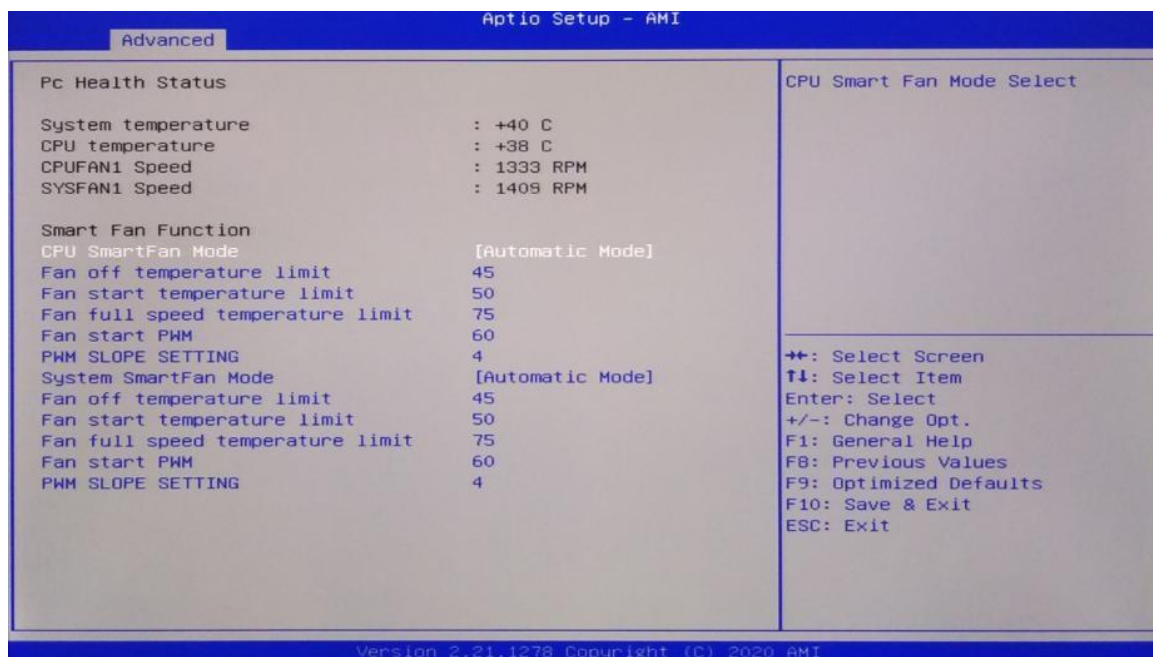 Aptio Setup - AMI
Advanced
Pc Health Status
System temperature : +40 C
CPU temperature : +38 C
CPUFAN1 Speed : 1333 RPM
SYSFAN1 Speed : 1409 RPM
Smart Fan Function
CPU SmartFan Mode [Automatic Mode]
Fan off temperature limit 45
Fan start temperature limit 50
Fan full speed temperature limit 75
Fan start PWM 60
PWM SLOPE SETTING 4
System SmartFan Mode [Automatic Mode]
Fan off temperature limit 45
Fan start temperature limit 50
Fan full speed temperature limit 75
Fan start PWM 60
PWM SLOPE SETTING 4
CPU Smart Fan Mode Select
→←: Select Screen
↑↓: Select Item
Enter: Select
+/-: Change Opt.
F1: General Help
F8: Previous Values
F9: Optimized Defaults
F10: Save & Exit
ESC: Exit
Version 2.21.1278 Copyright (C) 2020 AMI